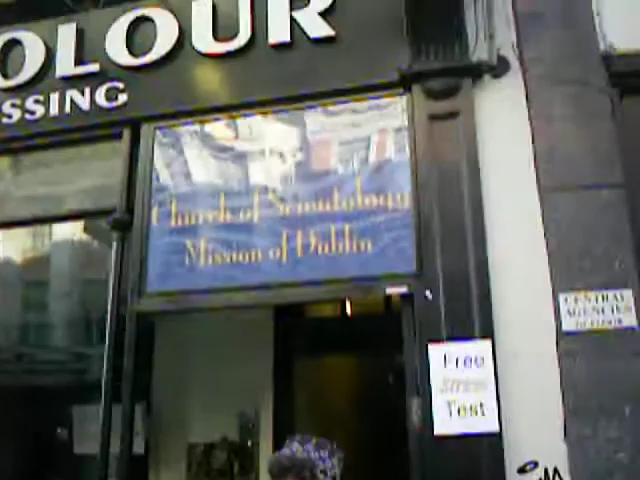 OLOUR
SSING
Church of Scientology
Mission of Dublin
Free
Stress
Test
CENTRAL
AGENCIES